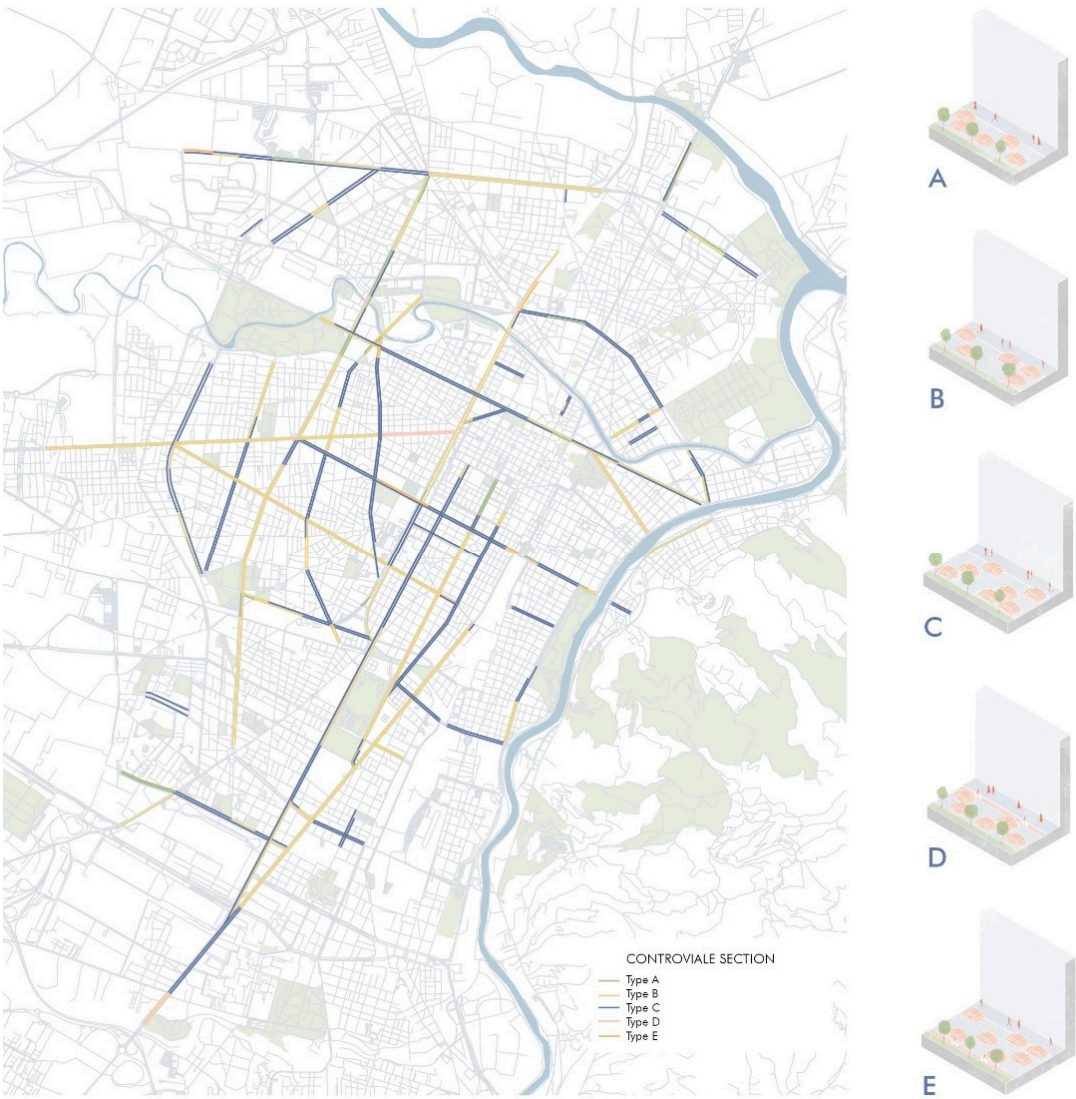 A
B
C
D
E
CONTROVIALE SECTION
Type A
Type B
Type C
Type D
Type E